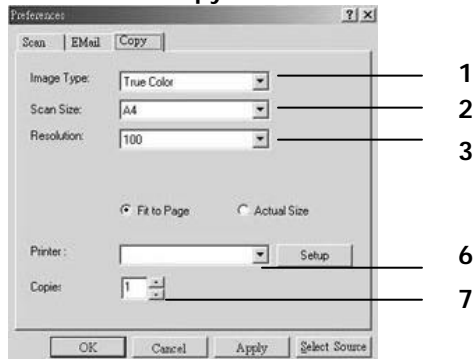 Preferences
Scan EMail Copy
Image Type: True Color 1
Scan Size: A4 2
Resolution: 100 3
Fit to Page Actual Size
Printer : Setup 6
Copie: 1 7
OK Cancel Apply Select Source